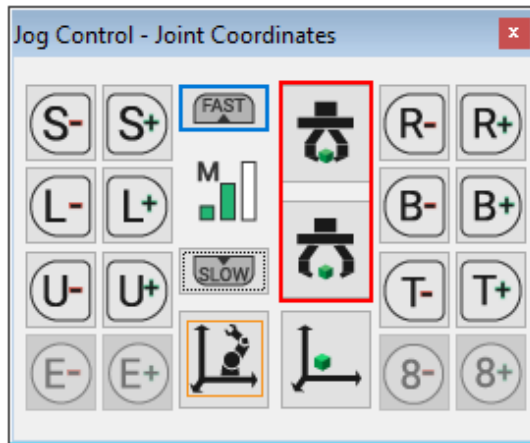 Jog Control - Joint Coordinates x
S- S+ FAST R- R+
M
L- L+ B- B+
U- U+ SLOW T- T+
E- E+ 8- 8+